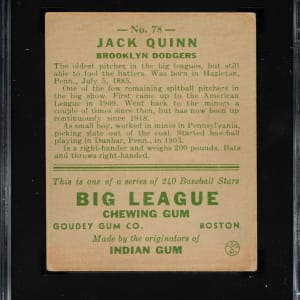 No. 78
JACK QUINN
BROOKLYN DODGERS
The oldest pitcher in the big leagues, but still
able to fool the batters. Was born in Hazleton,
Penn., July 5, 1885.
One of the few remaining spitball pitchers in
the big show. First came up to the American
League in 1909. Went back to the minors a
couple of times since then, but has now been up
continuously since 1918.
As small boy, worked in mines in Pennsylvania,
picking slate out of the coal. Started baseball
playing in Dunbar, Penn., in 1903.
Is a right-hander and weighs 200 pounds. Bats
and throws right-handed.
This is one of a series of 240 Baseball Stars
BIG LEAGUE
CHEWING GUM
GOUDEY GUM CO. BOSTON
Made by the originators of
INDIAN GUM